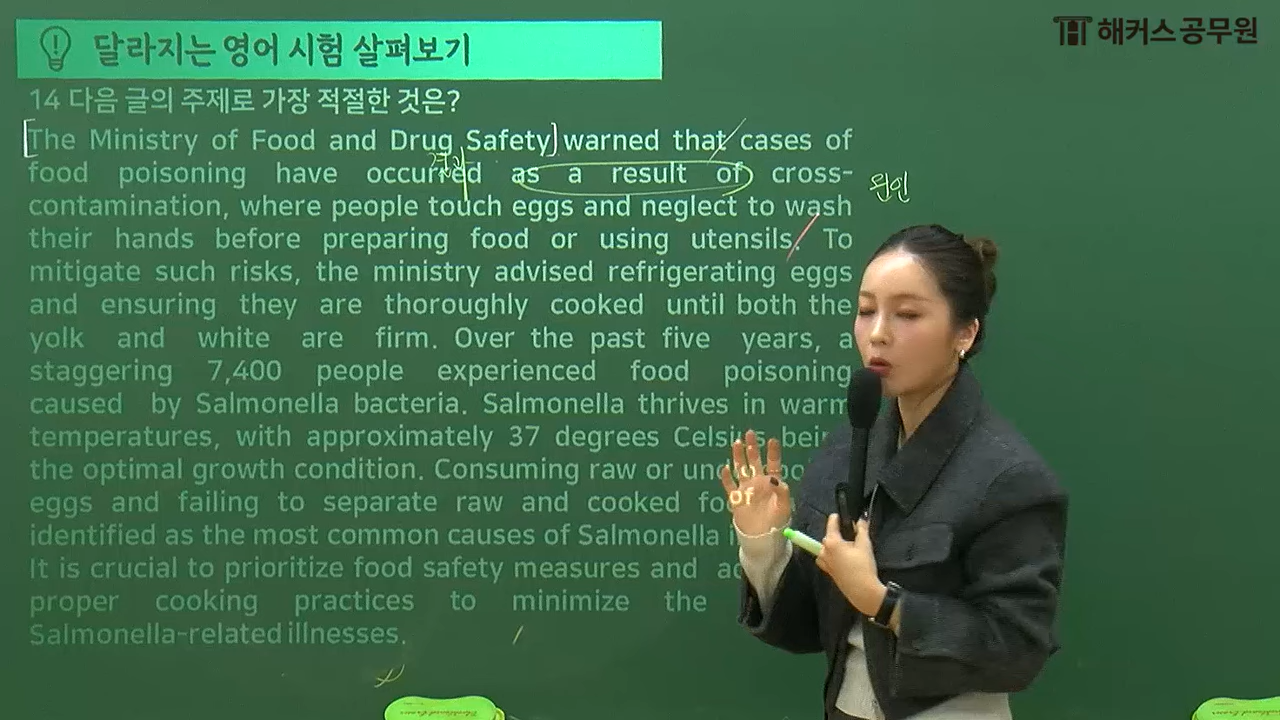 달라지는 영어 시험 살펴보기
해커스공무원
14 다음 글의 주제로 가장 적절한 것은?
[The Ministry of Food and Drug Safety] warned that cases of
결과
food poisoning have occurred as a result of cross-
원인
contamination, where people touch eggs and neglect to wash
their hands before preparing food or using utensils. To
mitigate such risks, the ministry advised refrigerating eggs
and ensuring they are thoroughly cooked until both the
yolk and white are firm. Over the past five years, a
staggering 7,400 people experienced food poisoning
caused by Salmonella bacteria. Salmonella thrives in warm
temperatures, with approximately 37 degrees Celsius
the optimal growth condition. Consuming raw or
eggs and failing to separate raw and cooked
identified as the most common causes of Salmonella
It is crucial to prioritize food safety measures and
proper cooking practices to minimize the of
Salmonella-related illnesses.